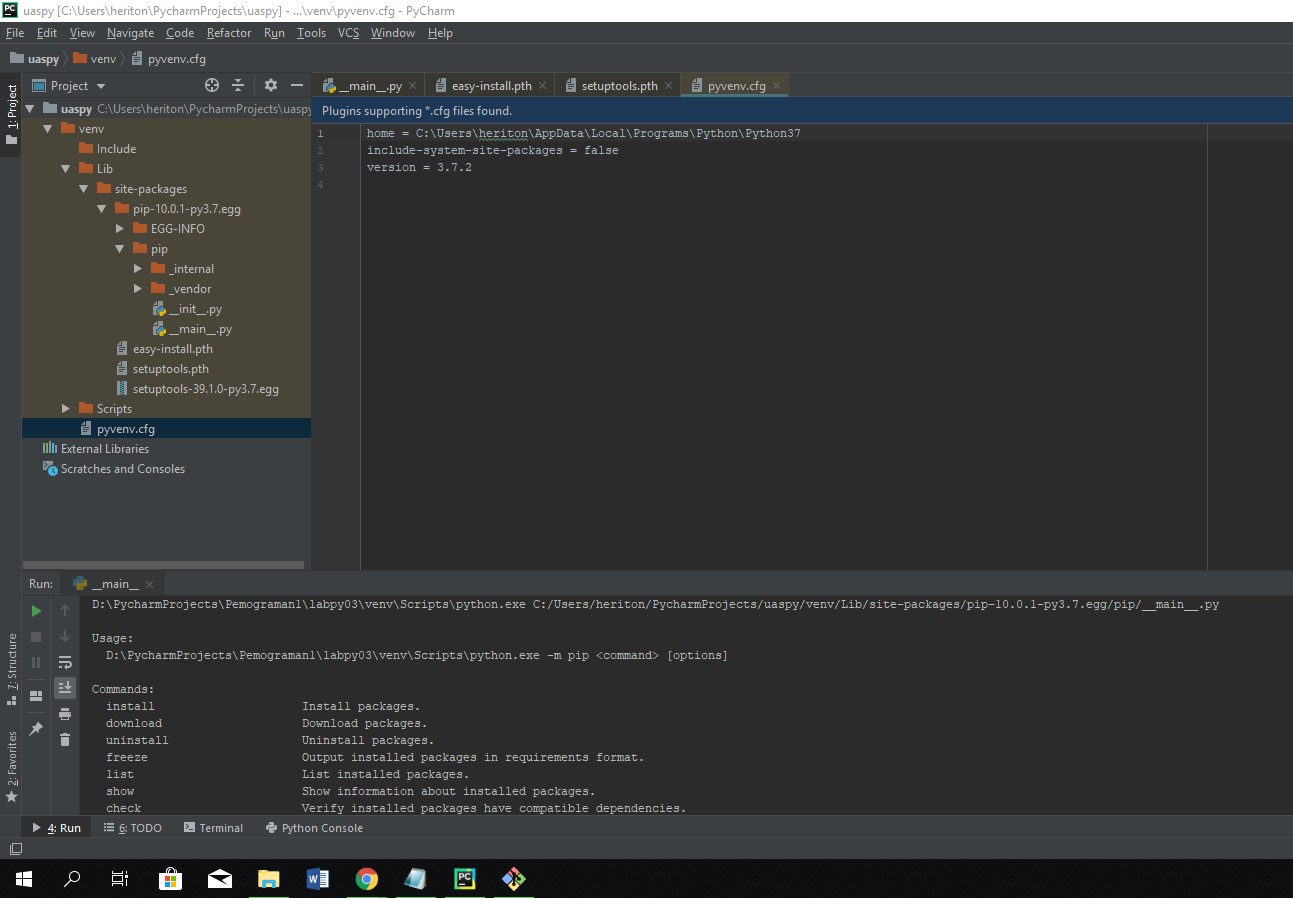 uaspy [C:\Users\heriton\PycharmProjects\uaspy] - ...\venv\pyvenv.cfg - PyCharm
File Edit View Navigate Code Refactor Run Tools VCS Window Help
uaspy venv pyvenv.cfg
1: Project
Project
__main__.py easy-install.pth setuptools.pth pyvenv.cfg
uaspy C:\Users\heriton\PycharmProjects\uaspy
venv
Include
Lib
site-packages
pip-10.0.1-py3.7.egg
EGG-INFO
pip
_internal
_vendor
__init__.py
__main__.py
easy-install.pth
setuptools.pth
setuptools-39.1.0-py3.7.egg
Scripts
pyvenv.cfg
External Libraries
Scratches and Consoles
Plugins supporting *.cfg files found.
1 home = C:\Users\heriton\AppData\Local\Programs\Python\Python37
2 include-system-site-packages = false
3 version = 3.7.2
4
Run: __main__
7: Structure
2: Favorites
D:\PycharmProjects\Pemograman1\labpy03\venv\Scripts\python.exe C:/Users/heriton/PycharmProjects/uaspy/venv/Lib/site-packages/pip-10.0.1-py3.7.egg/pip/__main__.py
Usage:
D:\PycharmProjects\Pemograman1\labpy03\venv\Scripts\python.exe -m pip <command> [options]
Commands:
install Install packages.
download Download packages.
uninstall Uninstall packages.
freeze Output installed packages in requirements format.
list List installed packages.
show Show information about installed packages.
check Verify installed packages have compatible dependencies.
4: Run 6: TODO Terminal Python Console